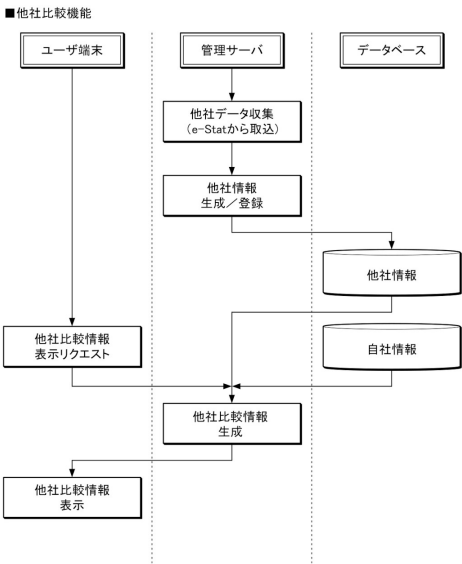 ■他社比較機能
ユーザ端末
管理サーバ
データベース
他社データ収集
(e-Statから取込)
他社情報
生成／登録
他社情報
他社比較情報
表示リクエスト
自社情報
他社比較情報
生成
他社比較情報
表示